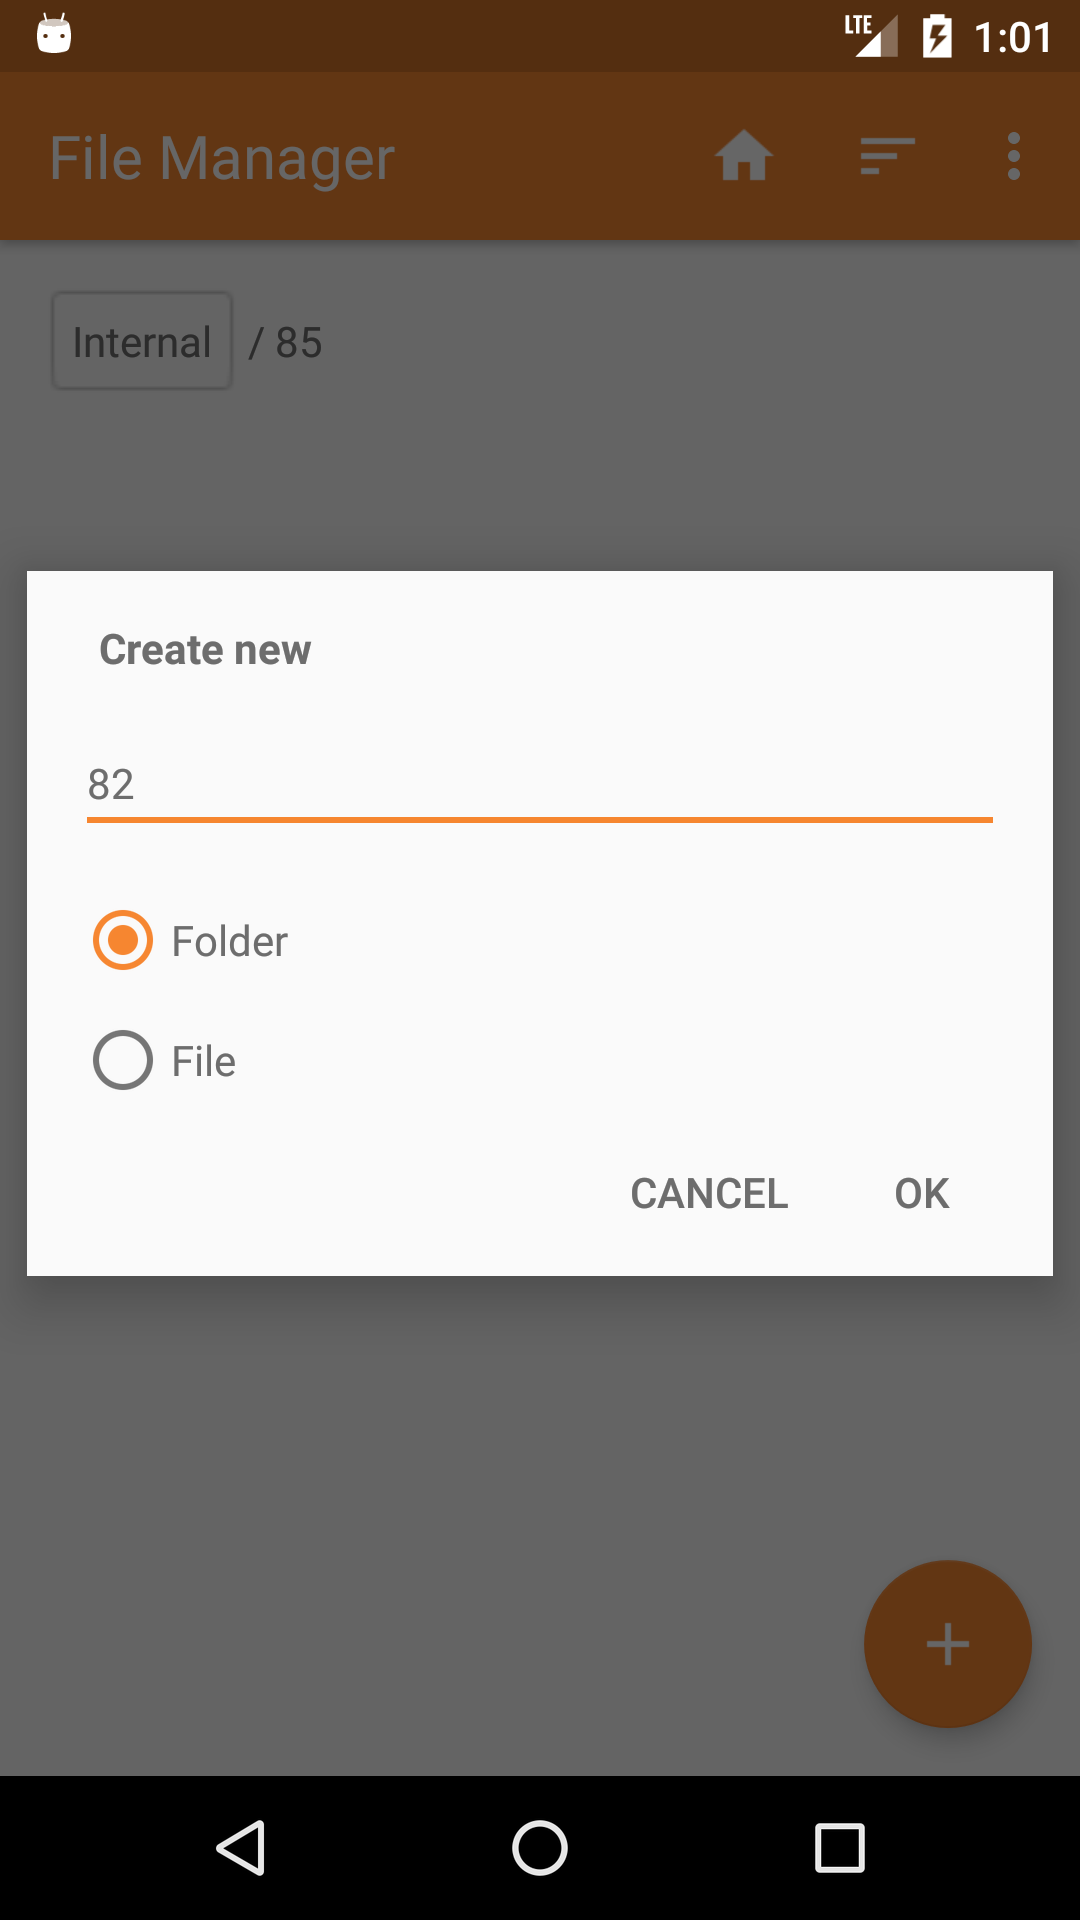 LTE 1:01
File Manager
Internal / 85
Create new
82
Folder
File
CANCEL OK